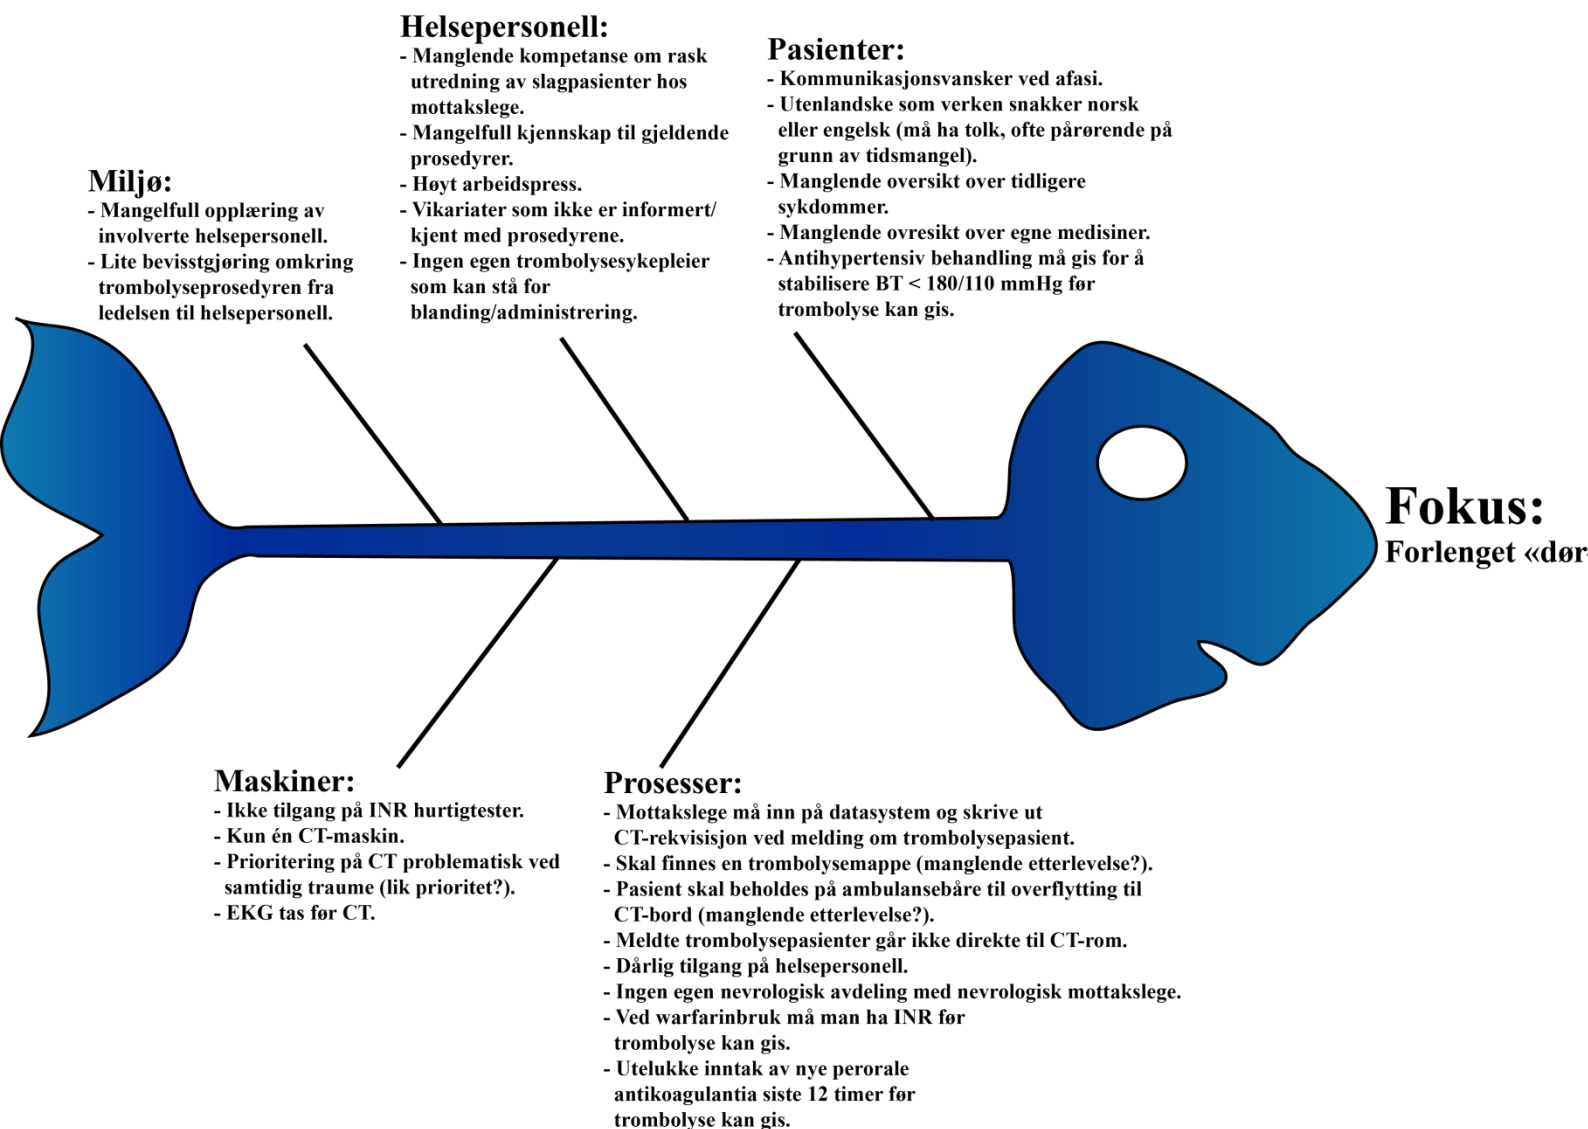 Miljø:
- Mangelfull opplæring av
involverte helsepersonell.
- Lite bevisstgjøring omkring
trombolyseprosedyren fra
ledelsen til helsepersonell.
Helsepersonell:
- Manglende kompetanse om rask
utredning av slagpasienter hos
mottakslege.
- Mangelfull kjennskap til gjeldende
prosedyrer.
- Høyt arbeidspress.
- Vikariater som ikke er informert/
kjent med prosedyrene.
- Ingen egen trombolysesykepleier
som kan stå for
blanding/administrering.
Pasienter:
- Kommunikasjonsvansker ved afasi.
- Utenlandske som verken snakker norsk
eller engelsk (må ha tolk, ofte pårørende på
grunn av tidsmangel).
- Manglende oversikt over tidligere
sykdommer.
- Manglende ovresikt over egne medisiner.
- Antihypertensiv behandling må gis for å
stabilisere BT < 180/110 mmHg før
trombolyse kan gis.
Fokus:
Forlenget «dør-
Maskiner:
- Ikke tilgang på INR hurtigtester.
- Kun én CT-maskin.
- Prioritering på CT problematisk ved
samtidig traume (lik prioritet?).
- EKG tas før CT.
Prosesser:
- Mottakslege må inn på datasystem og skrive ut
CT-rekvisisjon ved melding om trombolysepasient.
- Skal finnes en trombolysemappe (manglende etterlevelse?).
- Pasient skal beholdes på ambulansebåre til overflytting til
CT-bord (manglende etterlevelse?).
- Meldte trombolysepasienter går ikke direkte til CT-rom.
- Dårlig tilgang på helsepersonell.
- Ingen egen nevrologisk avdeling med nevrologisk mottakslege.
- Ved warfarinbruk må man ha INR før
trombolyse kan gis.
- Utelukke inntak av nye perorale
antikoagulantia siste 12 timer før
trombolyse kan gis.